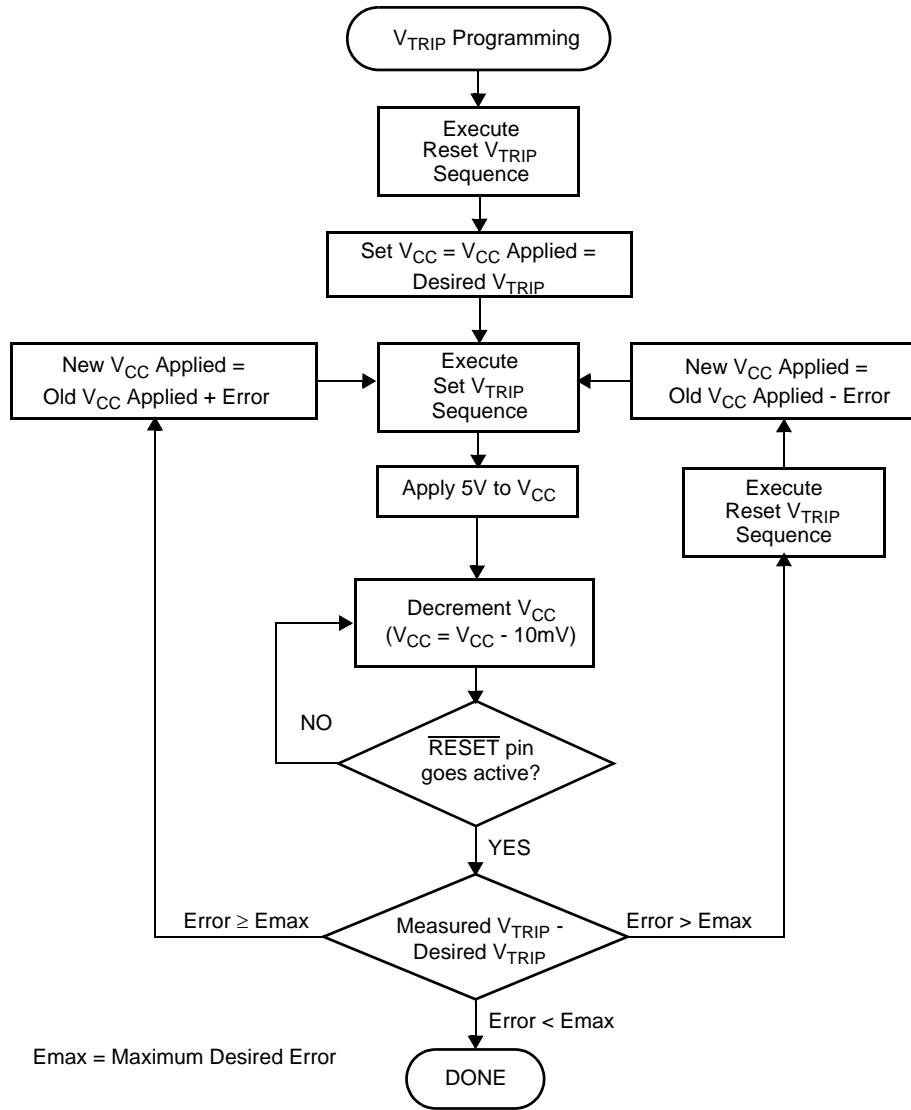 V_TRIP Programming
Execute
Reset V_TRIP
Sequence
Set V_CC = V_CC Applied =
Desired V_TRIP
New V_CC Applied =
Old V_CC Applied + Error
Execute
Set V_TRIP
Sequence
New V_CC Applied =
Old V_CC Applied - Error
Apply 5V to V_CC
Execute
Reset V_TRIP
Sequence
Decrement V_CC
(V_CC = V_CC - 10mV)
NO
R̅E̅S̅E̅T̅ pin
goes active?
YES
Error ≥ Emax
Measured V_TRIP -
Desired V_TRIP
Error > Emax
Error < Emax
Emax = Maximum Desired Error
DONE